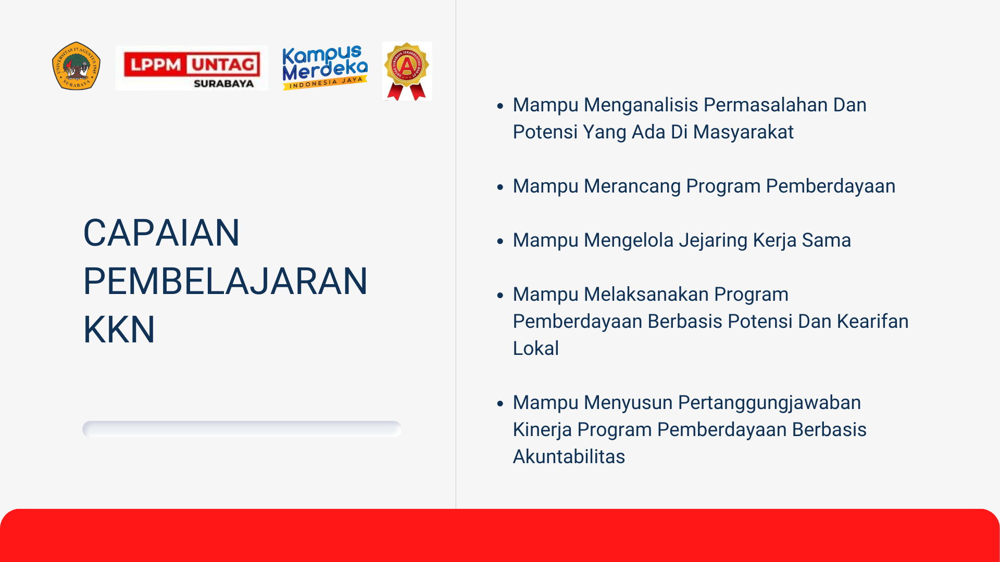 UNIVERSITAS 17 AGUSTUS 1945
SURABAYA
LPPM UNTAG
SURABAYA
Kampus
Merdeka
INDONESIA JAYA
UNTAG SURABAYA TERAKREDITASI BAN-PT
A
CAPAIAN
PEMBELAJARAN
KKN
• Mampu Menganalisis Permasalahan Dan
Potensi Yang Ada Di Masyarakat
• Mampu Merancang Program Pemberdayaan
• Mampu Mengelola Jejaring Kerja Sama
• Mampu Melaksanakan Program
Pemberdayaan Berbasis Potensi Dan Kearifan
Lokal
• Mampu Menyusun Pertanggungjawaban
Kinerja Program Pemberdayaan Berbasis
Akuntabilitas